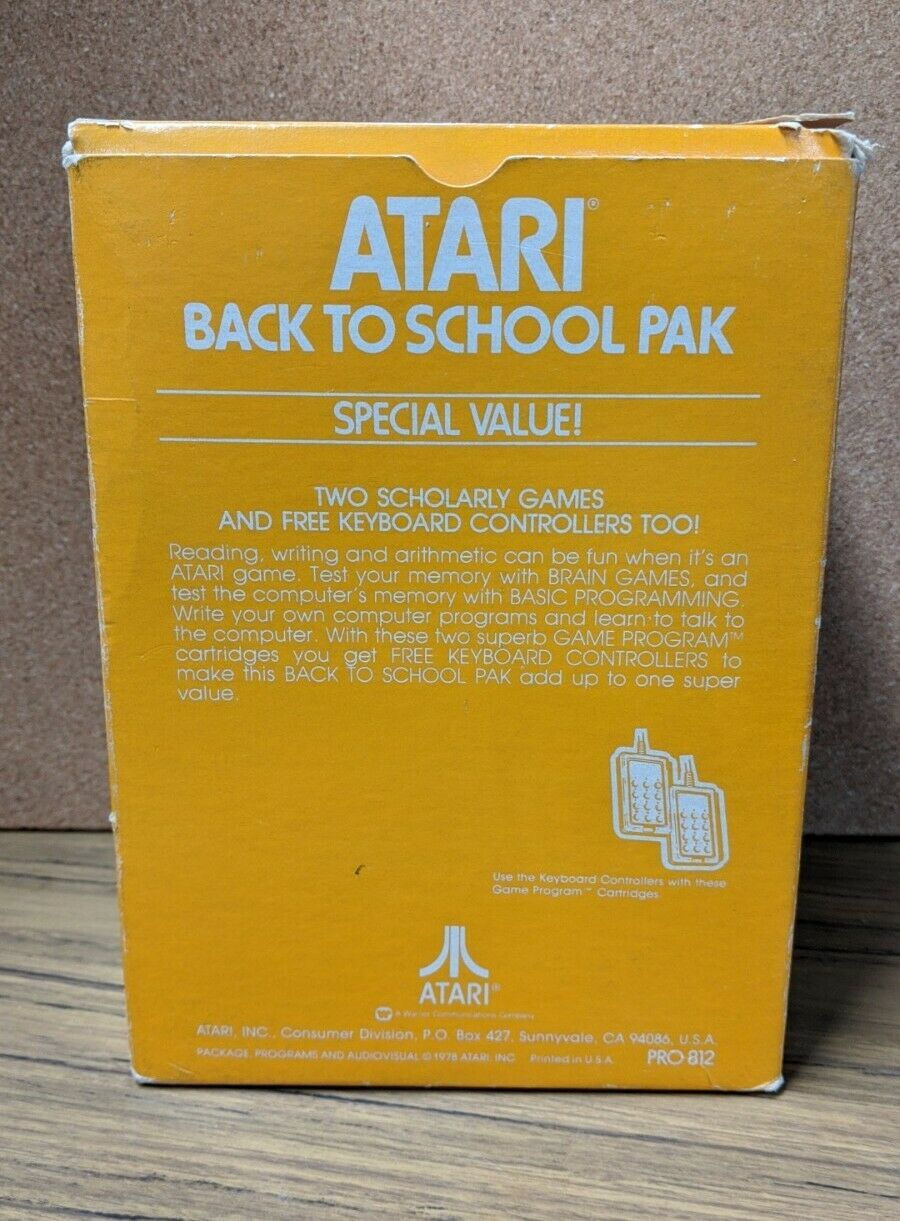 ATARI®
BACK TO SCHOOL PAK
SPECIAL VALUE!
TWO SCHOLARLY GAMES
AND FREE KEYBOARD CONTROLLERS TOO!
Reading, writing and arithmetic can be fun when it's an
ATARI game. Test your memory with BRAIN GAMES, and
test the computer's memory with BASIC PROGRAMMING.
Write your own computer programs and learn to talk to
the computer. With these two superb GAME PROGRAM™
cartridges you get FREE KEYBOARD CONTROLLERS to
make this BACK TO SCHOOL PAK add up to one super
value.
Use the Keyboard Controllers with these
Game Program™ Cartridges.
ATARI®
A Warner Communications Company
ATARI, INC., Consumer Division, P.O. Box 427, Sunnyvale, CA 94086, U.S.A.
PACKAGE, PROGRAMS AND AUDIOVISUAL © 1978 ATARI, INC Printed in U.S.A. PRO 812